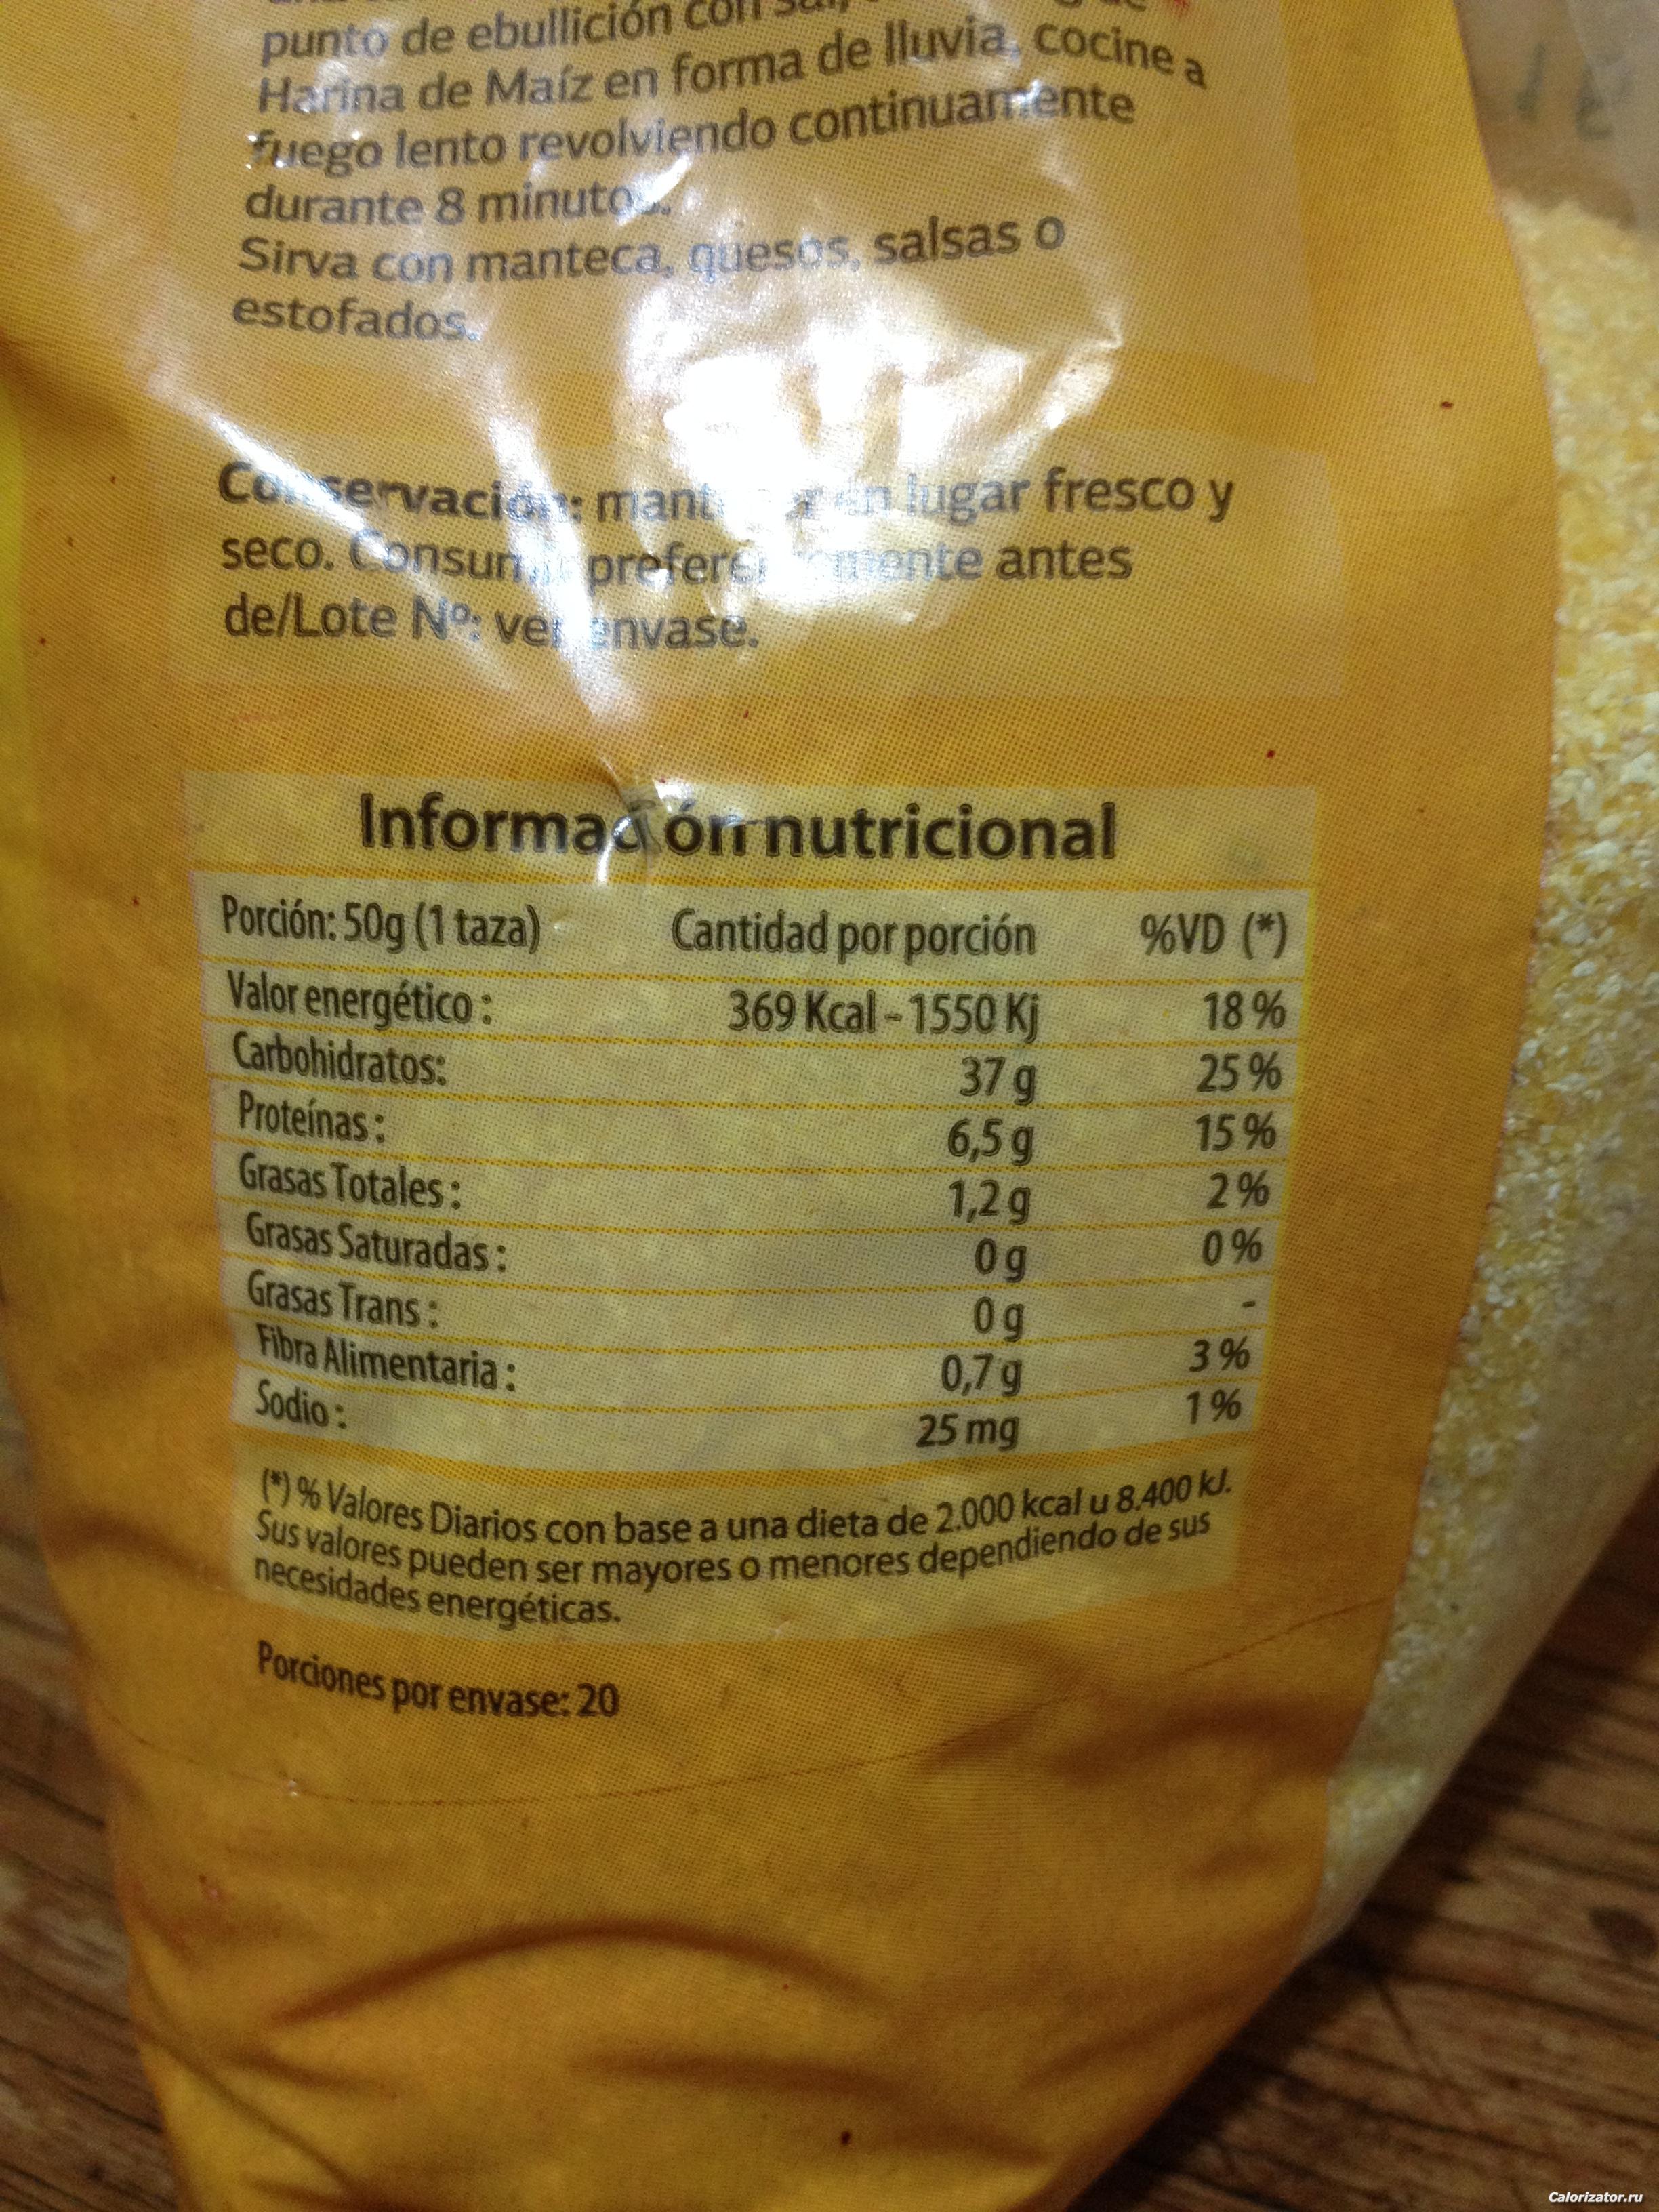 punto de ebullición con
Harina de Maíz en forma de lluvia, cocine a
fuego lento revolviendo continuamente
durante 8 minutos.
Sirva con manteca, quesos, salsas o
estofados.
Conservación: en lugar fresco y
seco. antes
de/Lote Nº: ver envase.
Información nutricional
Porción: 50g (1 taza) Cantidad por porción %VD (*)
Valor energético : 369 Kcal - 1550 Kj 18 %
Carbohidratos: 37 g 25 %
Proteínas : 6,5 g 15 %
Grasas Totales : 1,2 g 2 %
Grasas Saturadas : 0 g 0 %
Grasas Trans : 0 g -
Fibra Alimentaria : 0,7 g 3 %
Sodio : 25 mg 1 %
(*) % Valores Diarios con base a una dieta de 2.000 kcal u 8.400 kJ.
Sus valores pueden ser mayores o menores dependiendo de sus
necesidades energéticas.
Porciones por envase: 20
Calorizator.ru